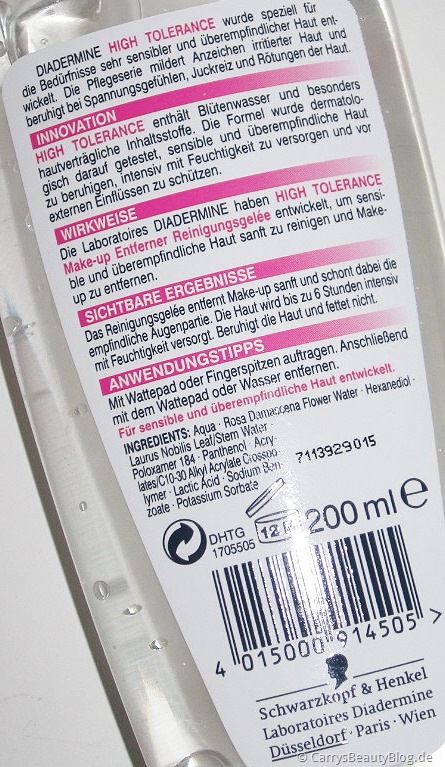 DIADERMINE HIGH TOLERANCE wurde speziell für
die Bedürfnisse sehr sensibler und überempfindlicher Haut ent-
wickelt. Die Pflegeserie mildert Anzeichen irritierter Haut und
beruhigt bei Spannungsgefühlen, Juckreiz und Rötungen der Haut.
INNOVATION
HIGH TOLERANCE enthält Blütenwasser und besonders
hautverträgliche Inhaltsstoffe. Die Formel wurde dermatolo-
gisch darauf getestet, sensible und überempfindliche Haut
zu beruhigen, intensiv mit Feuchtigkeit zu versorgen und vor
externen Einflüssen zu schützen.
WIRKWEISE
Die Laboratoires DIADERMINE haben HIGH TOLERANCE
Make-up Entferner Reinigungsgelée entwickelt, um sensi-
ble und überempfindliche Haut sanft zu reinigen und Make-
up zu entfernen.
SICHTBARE ERGEBNISSE
Das Reinigungsgelée entfernt Make-up sanft und schont dabei die
empfindliche Augenpartie. Die Haut wird bis zu 6 Stunden intensiv
mit Feuchtigkeit versorgt. Beruhigt die Haut und fettet nicht.
ANWENDUNGSTIPPS
Mit Wattepad oder Fingerspitzen auftragen. Anschließend
mit dem Wattepad oder Wasser entfernen.
Für sensible und überempfindliche Haut entwickelt.
INGREDIENTS: Aqua · Rosa Damascena Flower Water · Hexanediol ·
Laurus Nobilis Leaf/Stem Water ·
Poloxamer 184 · Panthenol · Acry-
lates/C10-30 Alkyl Acrylate Crosspo-
lymer · Lactic Acid · Sodium Ben-
zoate · Potassium Sorbate
7113929015
DHTG
1705505
12 M
200 ml e
4 015000 914505 >
Schwarzkopf & Henkel
Laboratoires Diadermine
Düsseldorf · Paris · Wien
© CarrysBeautyBlog.de